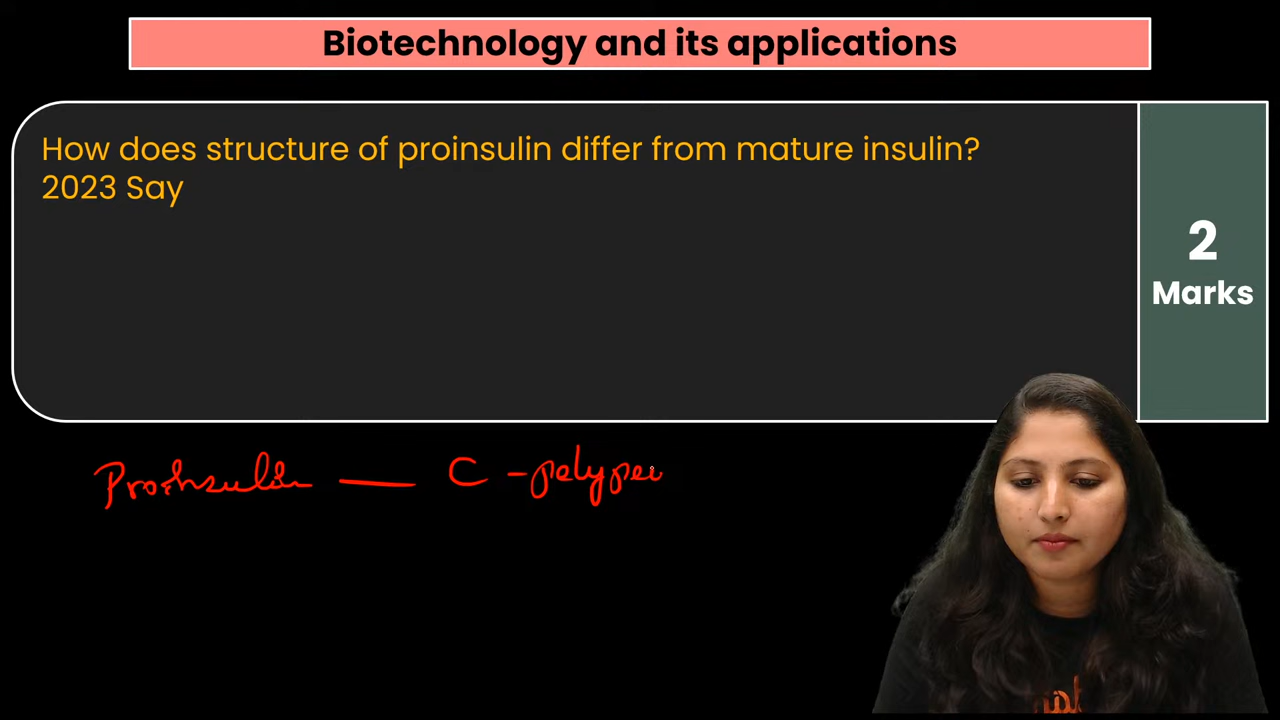 Biotechnology and its applications
How does structure of proinsulin differ from mature insulin?
2023 Say
2
Marks
Proinsulin — C - polypep